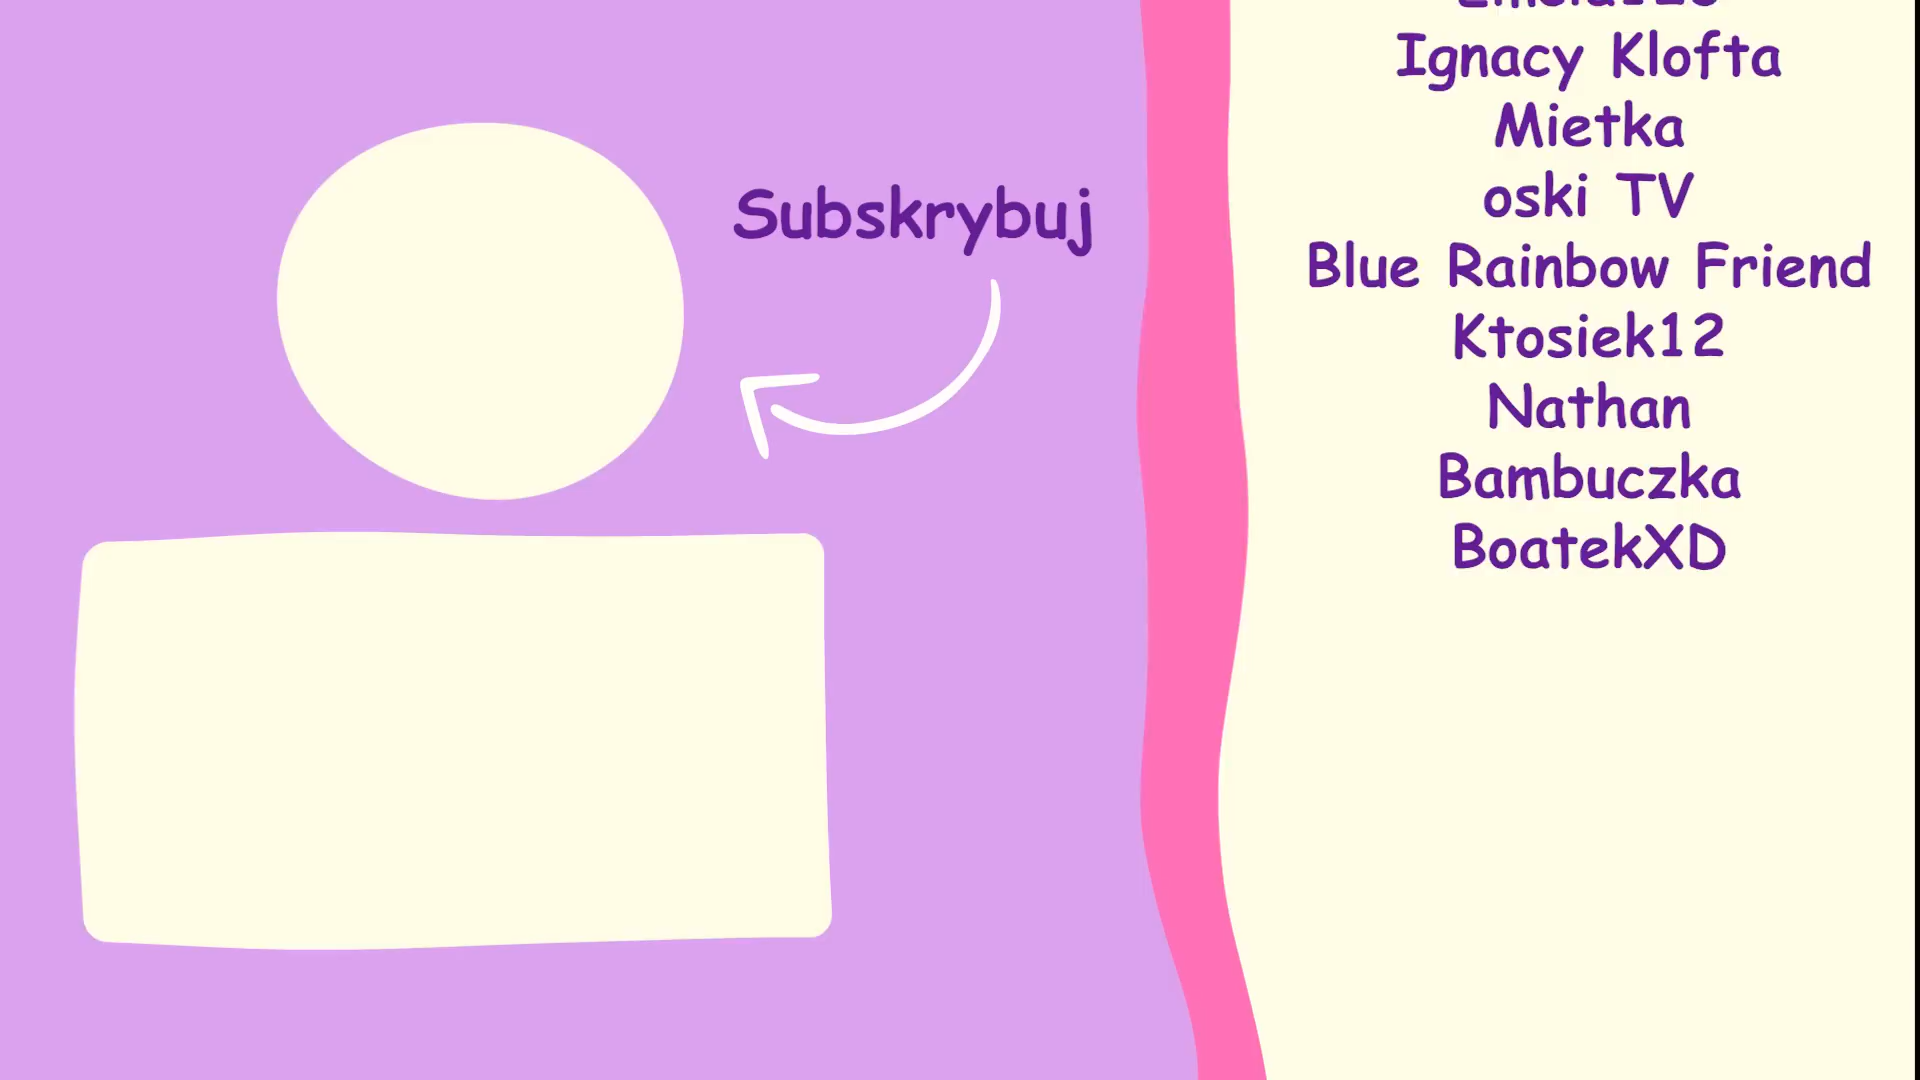 Subskrybuj
Ignacy Klofta
Mietka
oski TV
Blue Rainbow Friend
Ktosiek12
Nathan
Bambuczka
BoatekXD